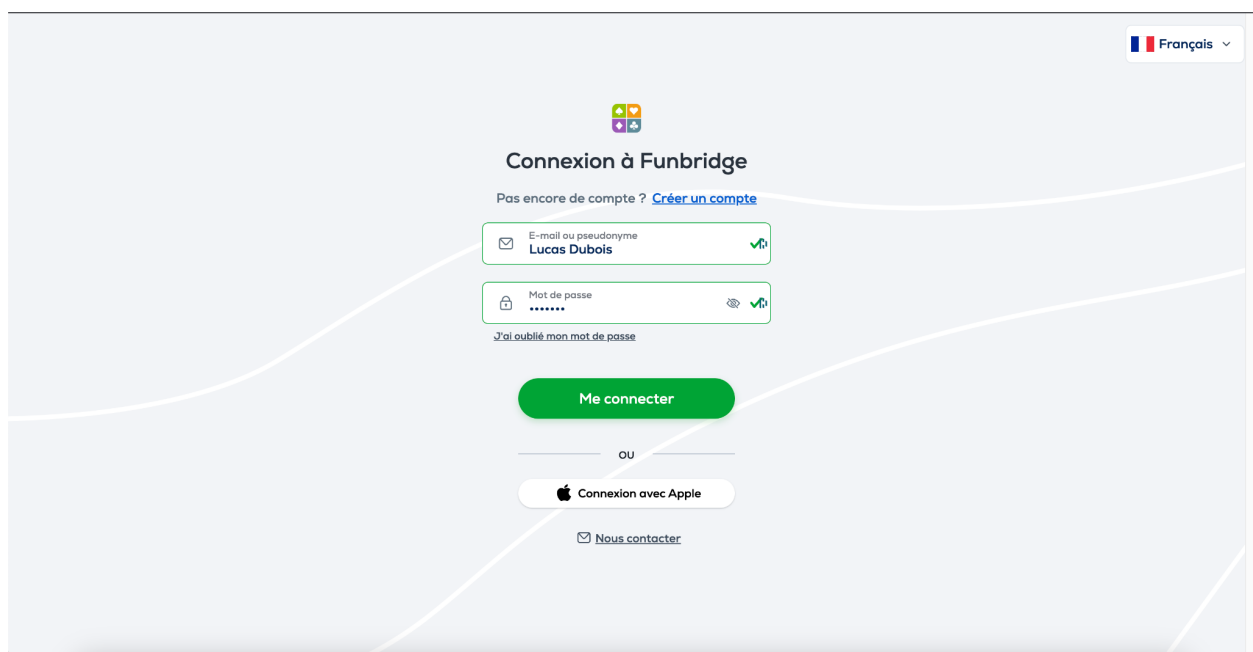 Français
Connexion à Funbridge
Pas encore de compte ? Créer un compte
E-mail ou pseudonyme
Lucas Dubois
Mot de passe
•••••••
J'ai oublié mon mot de passe
Me connecter
OU
Connexion avec Apple
Nous contacter